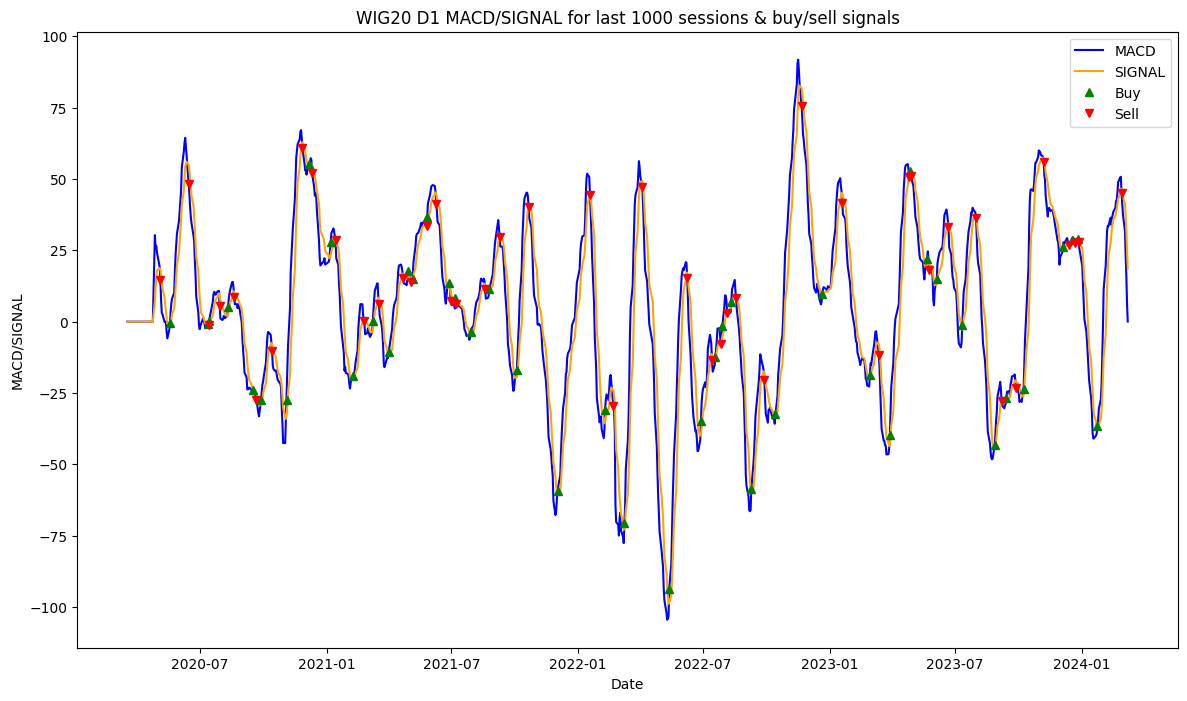 WIG20 D1 MACD/SIGNAL for last 1000 sessions & buy/sell signals
MACD
SIGNAL
Buy
Sell
MACD/SIGNAL
100
75
50
25
0
−25
−50
−75
−100
2020-07
2021-01
2021-07
2022-01
2022-07
2023-01
2023-07
2024-01
Date